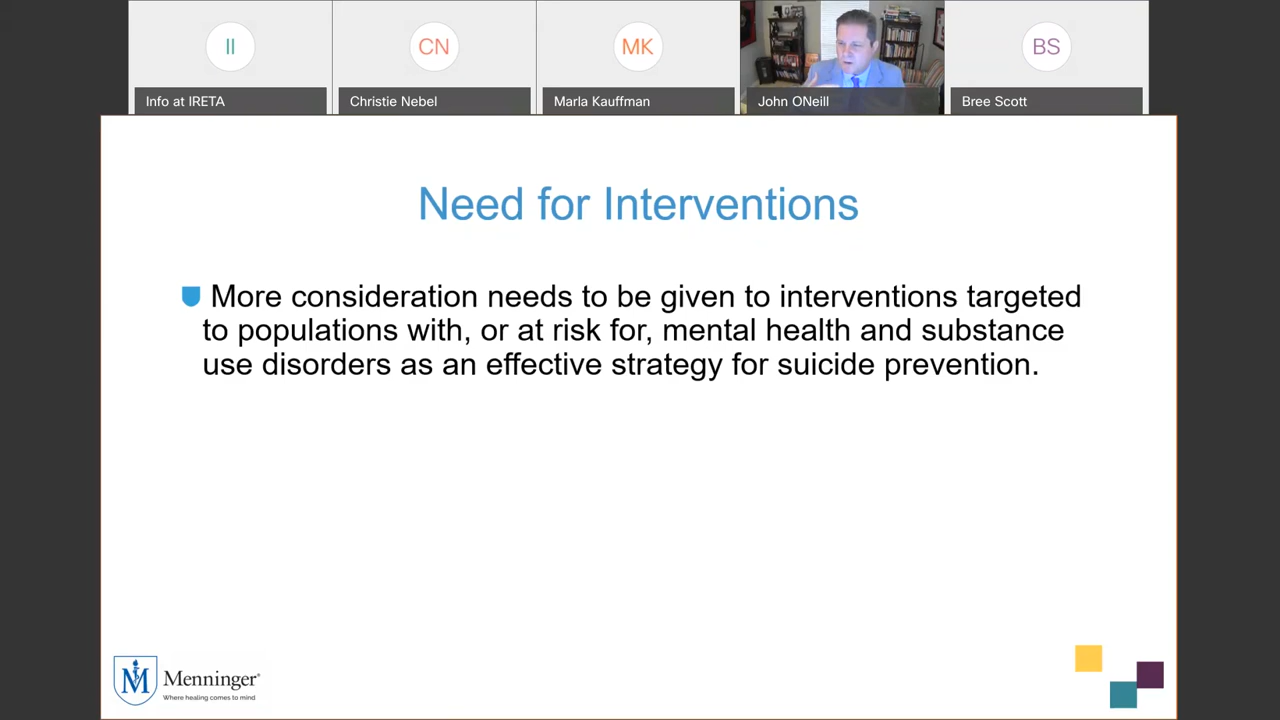 II
CN
MK
BS
Info at IRETA
Christie Nebel
Marla Kauffman
John ONeill
Bree Scott
Need for Interventions
More consideration needs to be given to interventions targeted
to populations with, or at risk for, mental health and substance
use disorders as an effective strategy for suicide prevention.
M
Menninger®
Where healing comes to mind